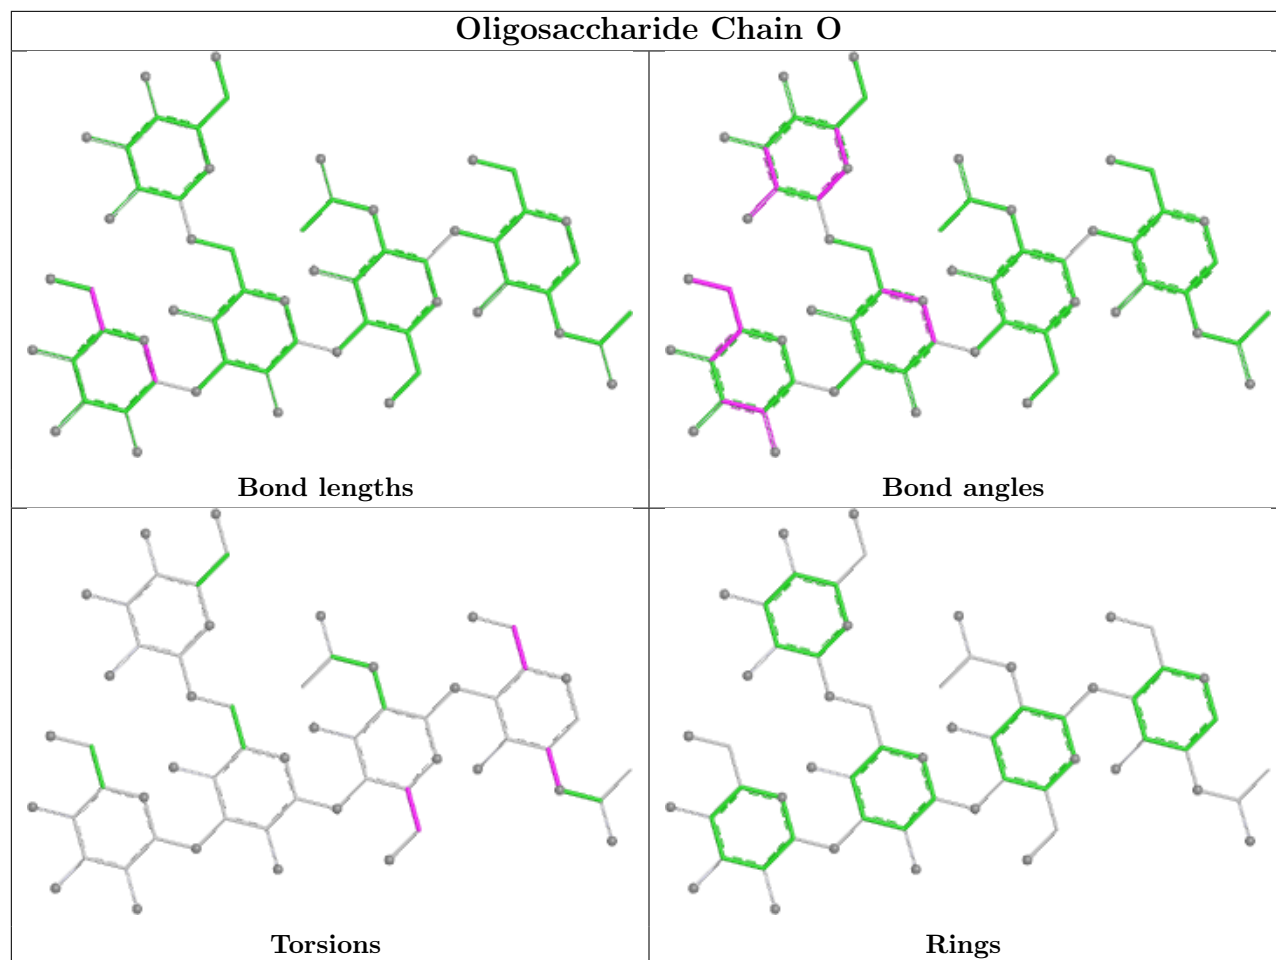 Oligosaccharide Chain O
Bond lengths
Bond angles
Torsions
Rings